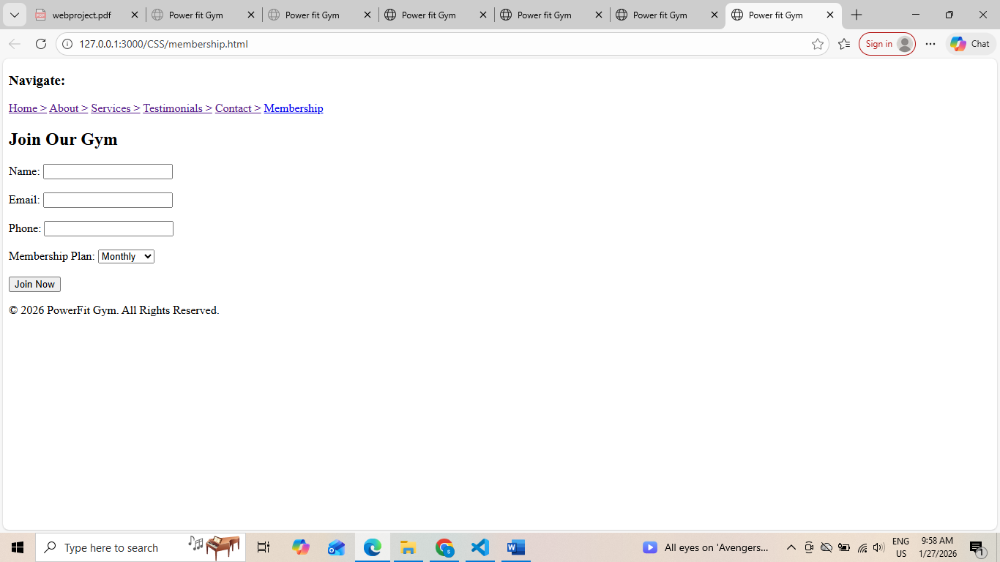 webproject.pdf
Power fit Gym
Power fit Gym
Power fit Gym
Power fit Gym
Power fit Gym
Power fit Gym
127.0.0.1:3000/CSS/membership.html
Sign in
Chat
Navigate:
Home > About > Services > Testimonials > Contact > Membership
Join Our Gym
Name:
Email:
Phone:
Membership Plan: Monthly
Join Now
© 2026 PowerFit Gym. All Rights Reserved.
Type here to search
All eyes on 'Avengers...
ENG
US
9:58 AM
1/27/2026
1